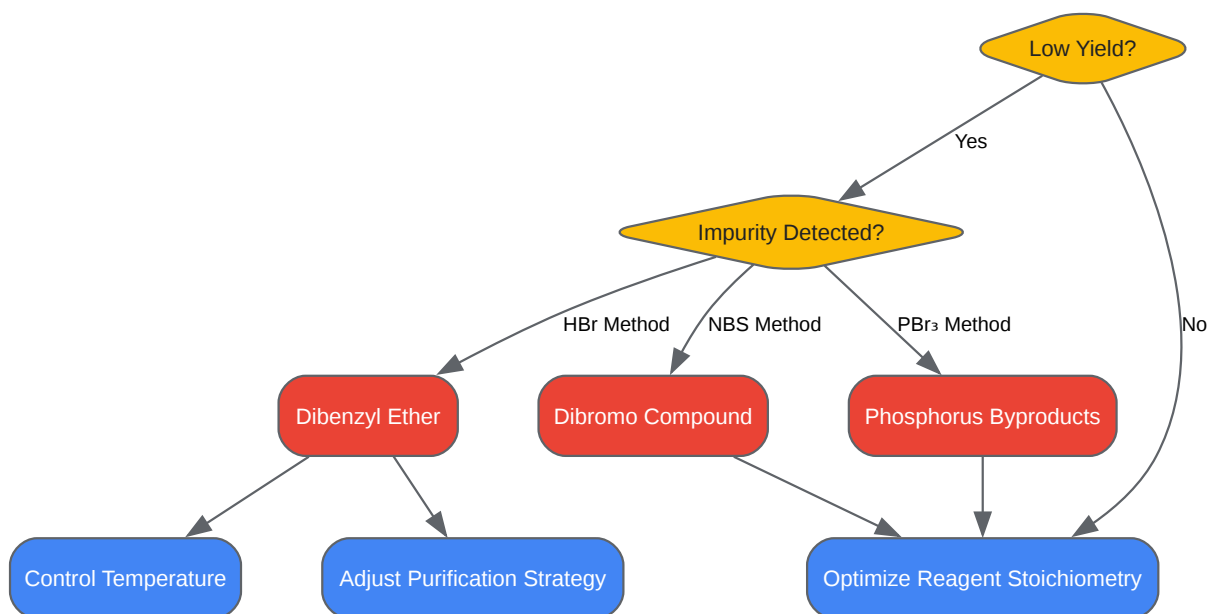 Low Yield?
Yes
Impurity Detected?
HBr Method
NBS Method
PBr₃ Method
No
Dibenzyl Ether
Dibromo Compound
Phosphorus Byproducts
Control Temperature
Adjust Purification Strategy
Optimize Reagent Stoichiometry